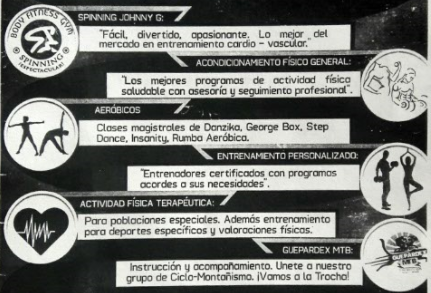 BODY FITNESS GYM
SPINNING
¡ESPECTACULAR!
SPINNING JOHNNY G:
"Fácil, divertido, apasionante. Lo mejor del
mercado en entrenamiento cardio - vascular."
ACONDICIONAMIENTO FÍSICO GENERAL:
"Los mejores programas de actividad física
saludable con asesoría y seguimiento profesional".
AERÓBICOS
Clases magistrales de Danzika, George Box, Step
Dance, Insanity, Rumba Aeróbica.
ENTRENAMIENTO PERSONALIZADO:
"Entrenadores certificados con programas
acordes a sus necesidades".
ACTIVIDAD FÍSICA TERAPÉUTICA:
Para poblaciones especiales. Además entrenamiento
para deportes específicos y valoraciones físicas.
GUEPARDEX MTB:
Instrucción y acompañamiento. Unete a nuestro
grupo de Ciclo-Montañismo. ¡Vamos a la Trocha!